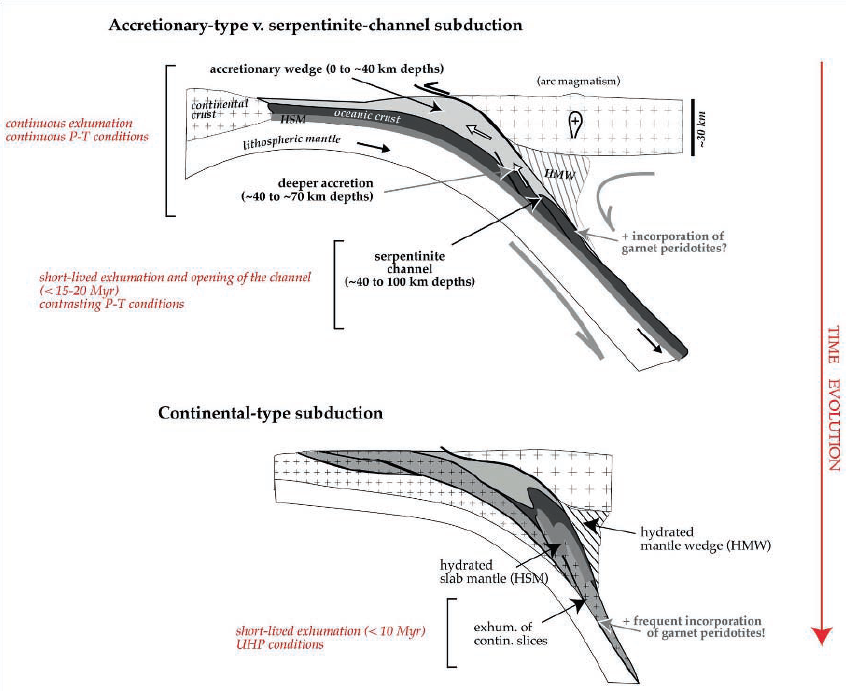 Accretionary-type v. serpentinite-channel subduction
accretionary wedge (0 to ~40 km depths)
(arc magmatism)
continental
crust
oceanic crust
HSM
lithospheric mantle
continuous exhumation
continuous P-T conditions
~30 km
HMW
deeper accretion
(~40 to ~70 km depths)
+ incorporation of
garnet peridotites?
serpentinite
channel
(~40 to 100 km depths)
short-lived exhumation and opening of the channel
(< 15-20 Myr)
contrasting P-T conditions
TIME EVOLUTION
Continental-type subduction
hydrated
mantle wedge (HMW)
hydrated
slab mantle (HSM)
short-lived exhumation (< 10 Myr)
UHP conditions
exhum. of
contin. slices
+ frequent incorporation
of garnet peridotites!